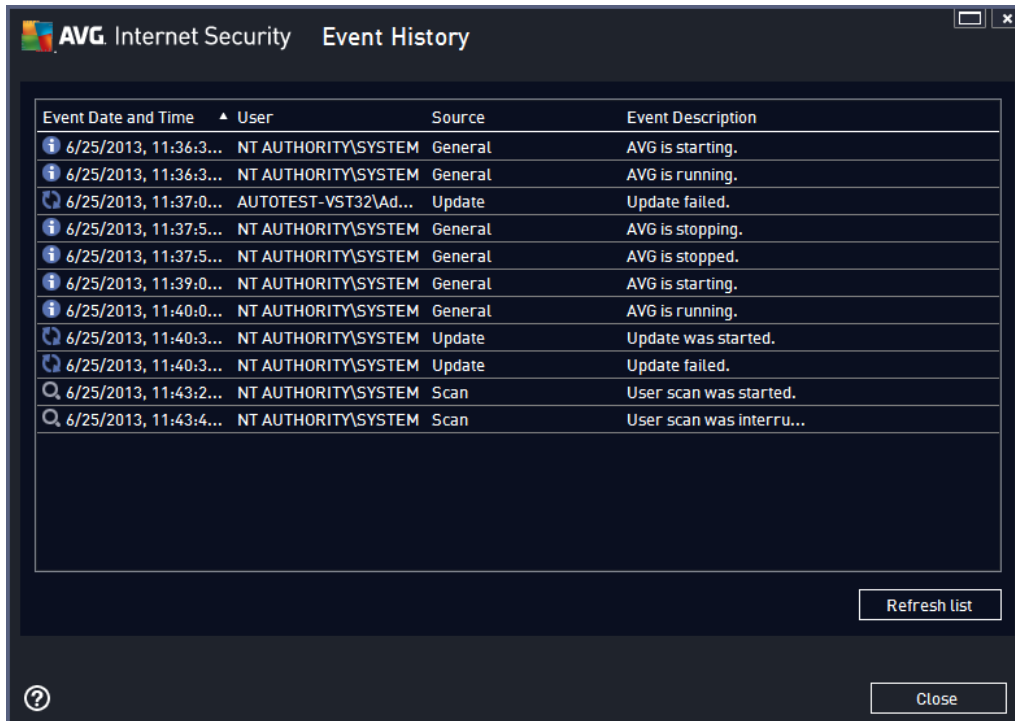 AVG. Internet Security Event History
Event Date and Time User Source Event Description
6/25/2013, 11:36:3... NT AUTHORITY\SYSTEM General AVG is starting.
6/25/2013, 11:36:3... NT AUTHORITY\SYSTEM General AVG is running.
6/25/2013, 11:37:0... AUTOTEST-VST32\Ad... Update Update failed.
6/25/2013, 11:37:5... NT AUTHORITY\SYSTEM General AVG is stopping.
6/25/2013, 11:37:5... NT AUTHORITY\SYSTEM General AVG is stopped.
6/25/2013, 11:39:0... NT AUTHORITY\SYSTEM General AVG is starting.
6/25/2013, 11:40:0... NT AUTHORITY\SYSTEM General AVG is running.
6/25/2013, 11:40:3... NT AUTHORITY\SYSTEM Update Update was started.
6/25/2013, 11:40:3... NT AUTHORITY\SYSTEM Update Update failed.
6/25/2013, 11:43:2... NT AUTHORITY\SYSTEM Scan User scan was started.
6/25/2013, 11:43:4... NT AUTHORITY\SYSTEM Scan User scan was interru...
Refresh list
Close